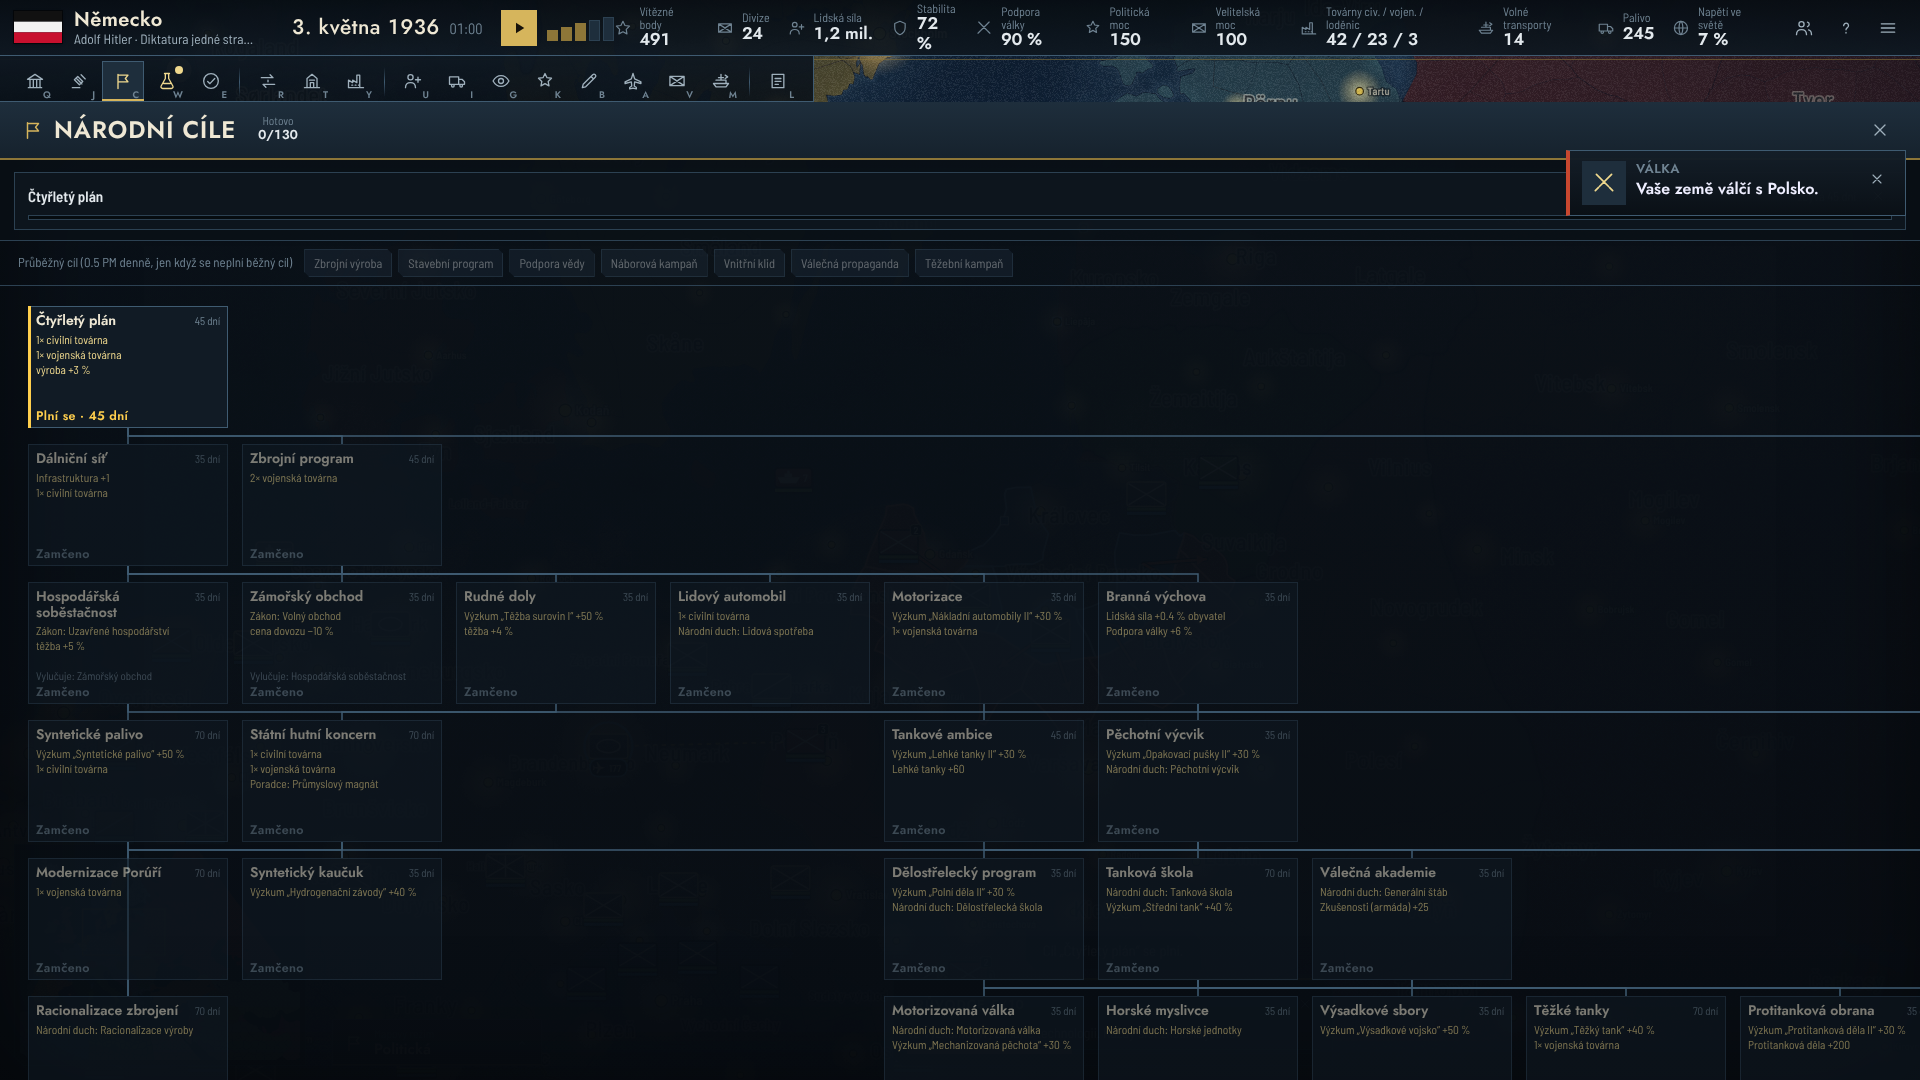 Německo
Adolf Hitler · Diktatura jedné stra...
3. května 1936 01:00
Vítězné body 491
Divize 24
Lidská síla 1,2 mil.
Stabilita 72 %
Podpora války 90 %
Politická moc 150
Velitelská moc 100
Továrny civ. / vojen. / loděnic 42 / 23 / 3
Volné transporty 14
Palivo 245
Napětí ve světě 7 %
?
Q J C W E R T Y U I G K B A V M L
Tartu
NÁRODNÍ CÍLE
Hotovo
0/130
VÁLKA
Vaše země válčí s Polsko.
Čtyřletý plán
Průběžný cíl (0.5 PM denně, jen když se neplní běžný cíl)
Zbrojní výroba
Stavební program
Podpora vědy
Náborová kampaň
Vnitřní klid
Válečná propaganda
Těžební kampaň
Čtyřletý plán 45 dní
1× civilní továrna
1× vojenská továrna
výroba +3 %
Plní se · 45 dní
Dálniční síť 35 dní
Infrastruktura +1
1× civilní továrna
Zamčeno
Zbrojní program 45 dní
2× vojenská továrna
Zamčeno
Hospodářská soběstačnost 35 dní
Zákon: Uzavřené hospodářství
těžba +5 %
Vylučuje: Zámořský obchod
Zamčeno
Zámořský obchod 35 dní
Zákon: Volný obchod
cena dovozu −10 %
Vylučuje: Hospodářská soběstačnost
Zamčeno
Rudné doly 35 dní
Výzkum „Těžba surovin I“ +50 %
těžba +4 %
Zamčeno
Lidový automobil 35 dní
1× civilní továrna
Národní duch: Lidová spotřeba
Zamčeno
Motorizace 35 dní
Výzkum „Nákladní automobily II“ +30 %
1× vojenská továrna
Zamčeno
Branná výchova 35 dní
Lidská síla +0.4 % obyvatel
Podpora války +6 %
Zamčeno
Syntetické palivo 70 dní
Výzkum „Syntetické palivo“ +50 %
1× civilní továrna
Zamčeno
Státní hutní koncern 70 dní
1× civilní továrna
1× vojenská továrna
Poradce: Průmyslový magnát
Zamčeno
Tankové ambice 45 dní
Výzkum „Lehké tanky II“ +30 %
Lehké tanky +60
Zamčeno
Pěchotní výcvik 35 dní
Výzkum „Opakovací pušky II“ +30 %
Národní duch: Pěchotní výcvik
Zamčeno
Modernizace Porúří 70 dní
1× vojenská továrna
Zamčeno
Syntetický kaučuk 35 dní
Výzkum „Hydrogenační závody“ +40 %
Zamčeno
Dělostřelecký program 35 dní
Výzkum „Polní děla II“ +30 %
Národní duch: Dělostřelecká škola
Zamčeno
Tanková škola 70 dní
Národní duch: Tanková škola
Výzkum „Střední tank“ +40 %
Zamčeno
Válečná akademie 35 dní
Národní duch: Generální štáb
Zkušenosti (armáda) +25
Zamčeno
Racionalizace zbrojení 70 dní
Národní duch: Racionalizace výroby
Motorizovaná válka 35 dní
Národní duch: Motorizovaná válka
Výzkum „Mechanizovaná pěchota“ +30 %
Horské myslivce 35 dní
Národní duch: Horské jednotky
Výsadkové sbory 35 dní
Výzkum „Výsadkové vojsko“ +50 %
Těžké tanky 70 dní
Výzkum „Těžký tank“ +40 %
1× vojenská továrna
Protitanková obrana 35
Výzkum „Protitanková děla II“ +30 %
Protitanková děla +200